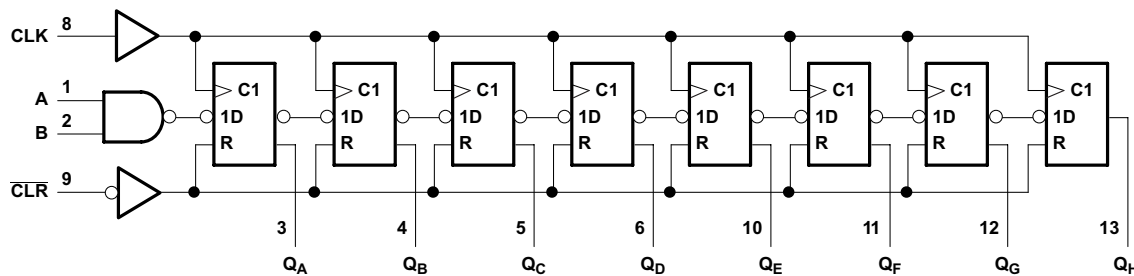 CLK 8
C1 C1 C1 C1 C1 C1 C1 C1
A 1
1D 1D 1D 1D 1D 1D 1D 1D
B 2
R R R R R R R R
CLR 9
3 4 5 6 10 11 12 13
QA QB QC QD QE QF QG QH